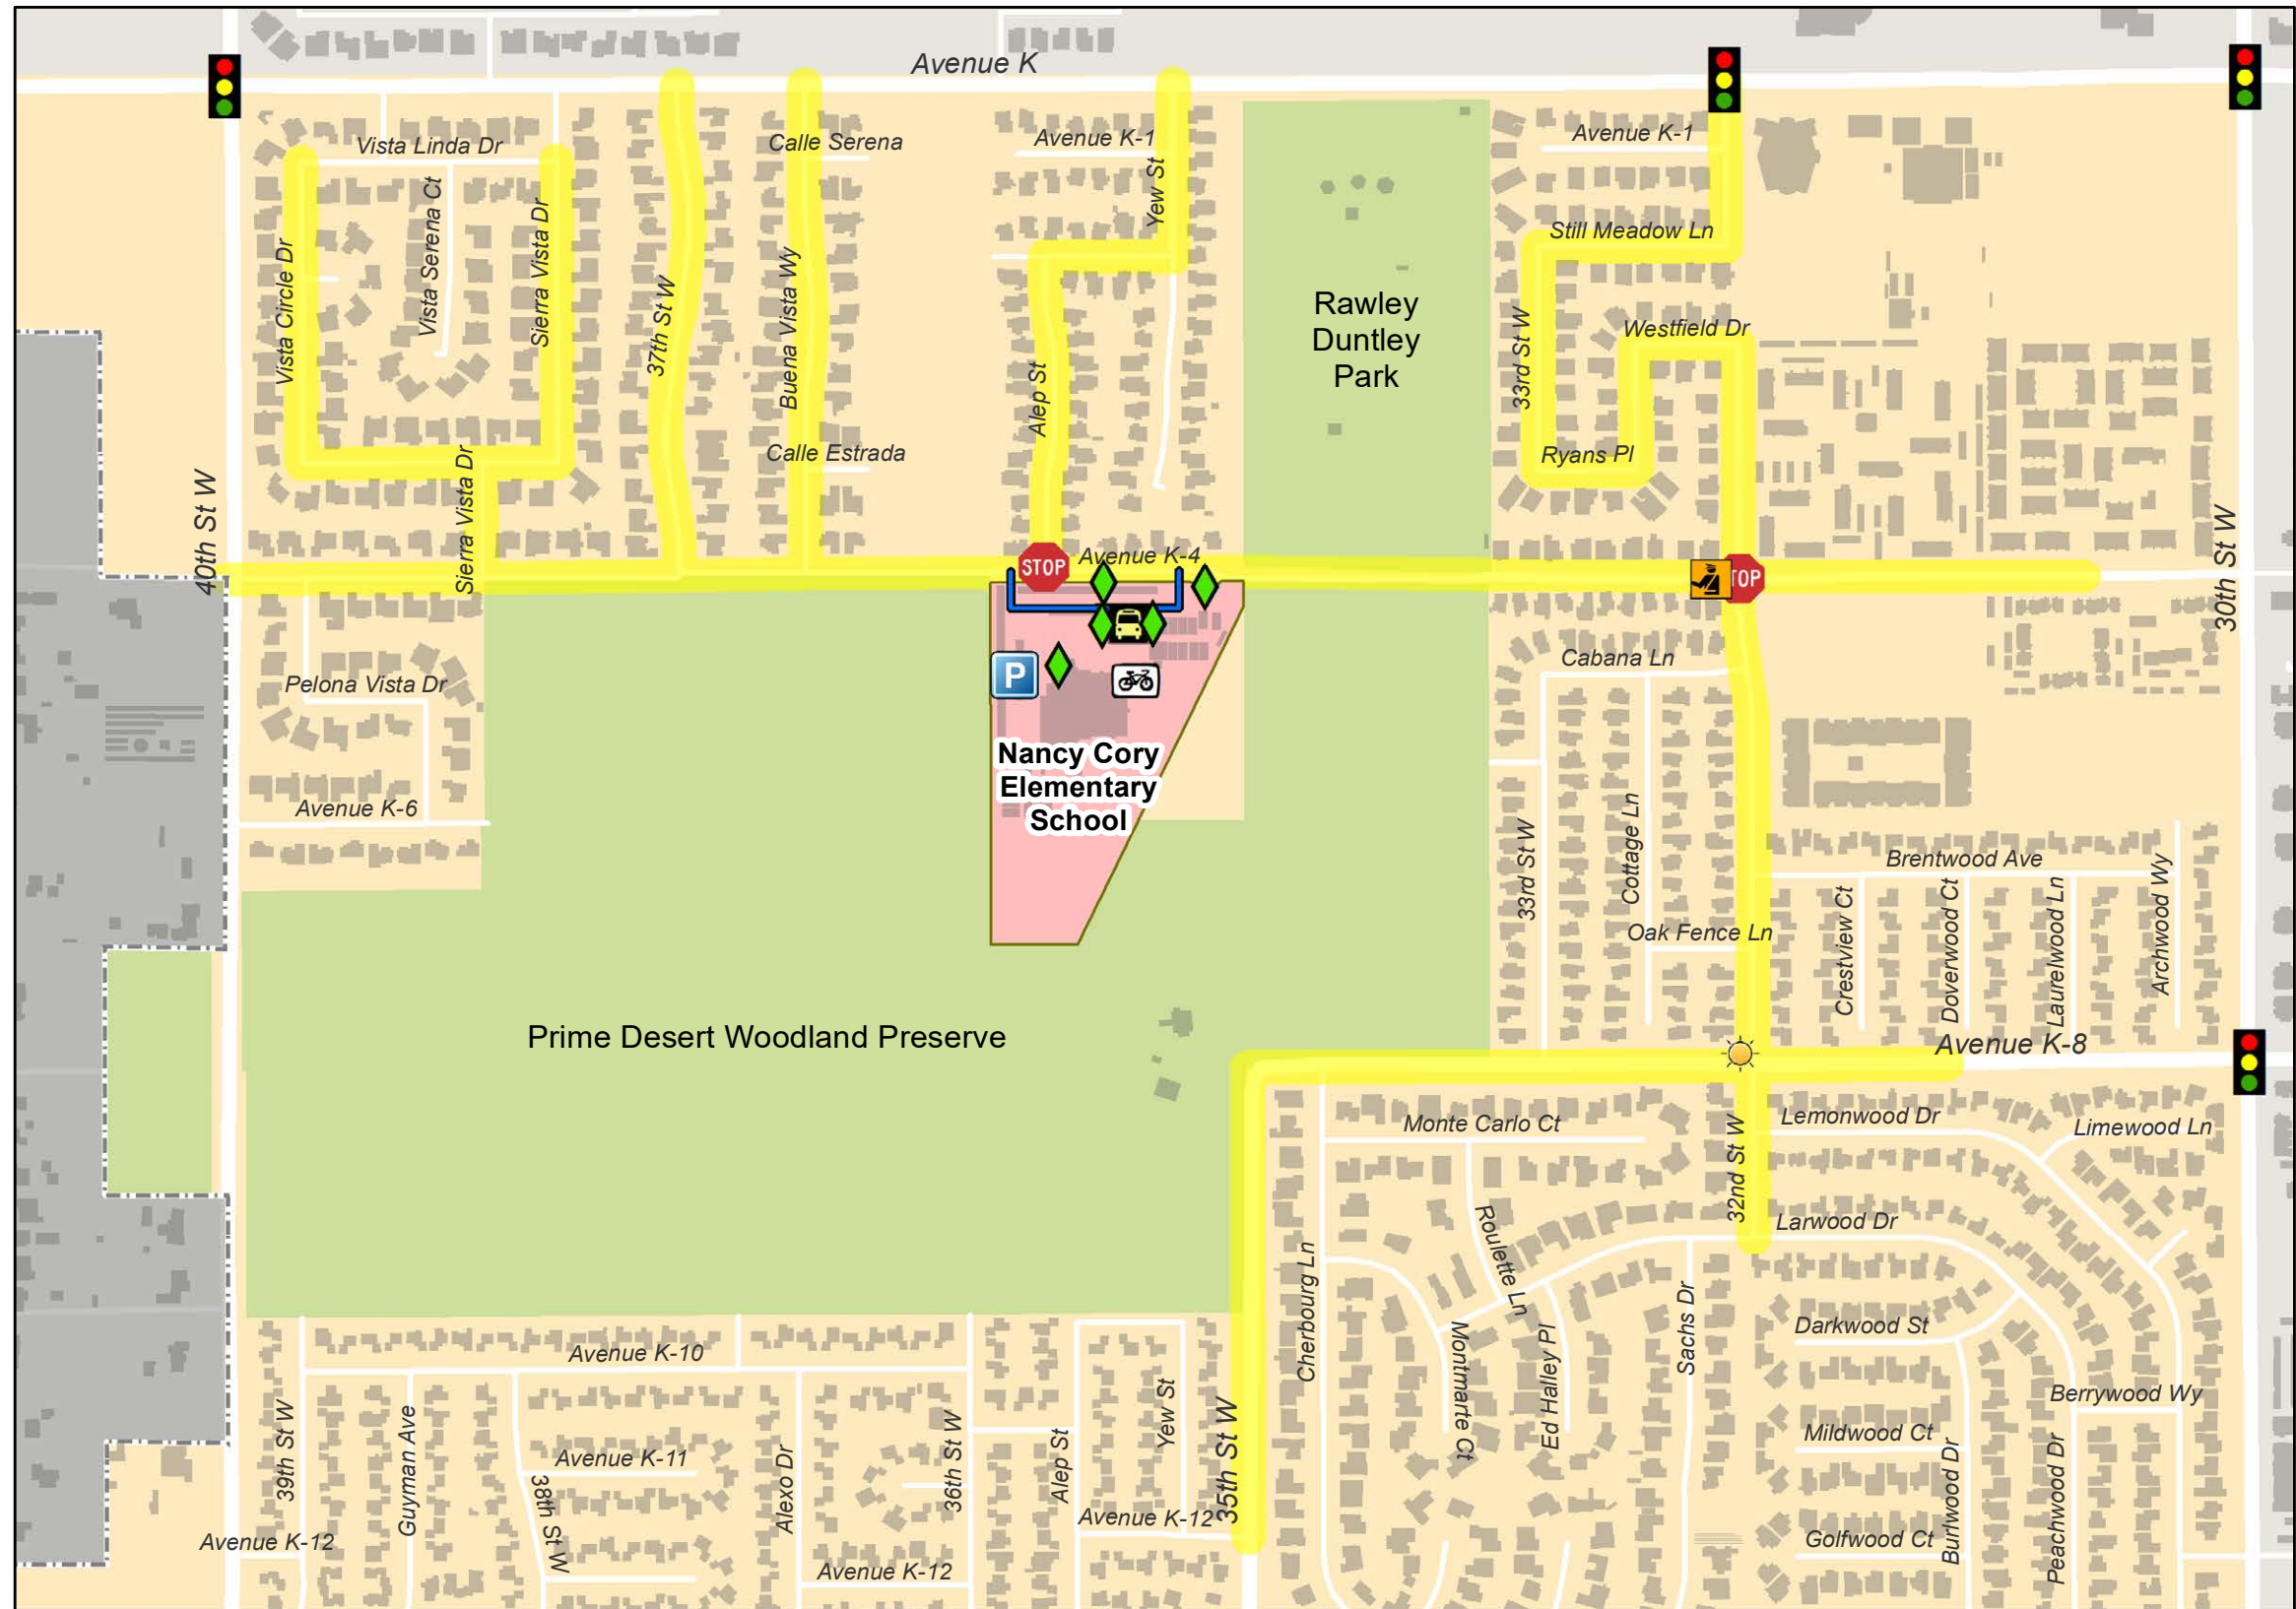 Avenue K
Vista Linda Dr
Calle Serena
Avenue K-1
Avenue K-1
Vista Circle Dr
Vista Serena Ct
Sierra Vista Dr
37th St W
Buena Vista Wy
Yew St
Still Meadow Ln
Rawley
Duntley
Park
33rd St W
Westfield Dr
Alep St
Calle Estrada
Ryans Pl
40th St W
Sierra Vista Dr
STOP
Avenue K-4
TOP
30th St W
Pelona Vista Dr
P
Cabana Ln
Nancy Cory
Elementary
School
Avenue K-6
33rd St W
Cottage Ln
Brentwood Ave
Oak Fence Ln
Crestview Ct
Doverwood Ct
Laurelwood Ln
Archwood Wy
Prime Desert Woodland Preserve
Avenue K-8
Monte Carlo Ct
32nd St W
Lemonwood Dr
Limewood Ln
Roulette Ln
Larwood Dr
Cherbourg Ln
Avenue K-10
Montmarte Ct
Ed Halley Pl
Sachs Dr
Darkwood St
Berrywood Wy
39th St W
Guyman Ave
Avenue K-11
38th St W
Alexo Dr
36th St W
Alep St
Yew St
35th St W
Mildwood Ct
Burlwood Dr
Peachwood Dr
Avenue K-12
Avenue K-12
Avenue K-12
Golfwood Ct